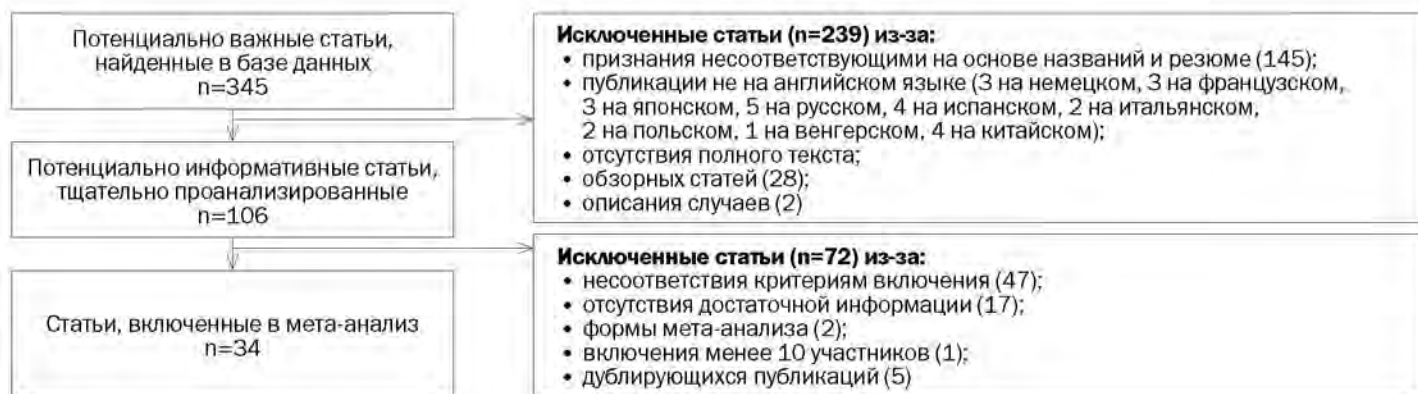 Потенциально важные статьи,
найденные в базе данных
n=345
Исключенные статьи (n=239) из-за:
• признания несоответствующими на основе названий и резюме (145);
• публикации не на английском языке (3 на немецком, 3 на французском,
3 на японском, 5 на русском, 4 на испанском, 2 на итальянском,
2 на польском, 1 на венгерском, 4 на китайском);
• отсутствия полного текста;
• обзорных статей (28);
• описания случаев (2)
Потенциально информативные статьи,
тщательно проанализированные
n=106
Исключенные статьи (n=72) из-за:
• несоответствия критериям включения (47);
• отсутствия достаточной информации (17);
• формы мета-анализа (2);
• включения менее 10 участников (1);
• дублирующихся публикаций (5)
Статьи, включенные в мета-анализ
n=34